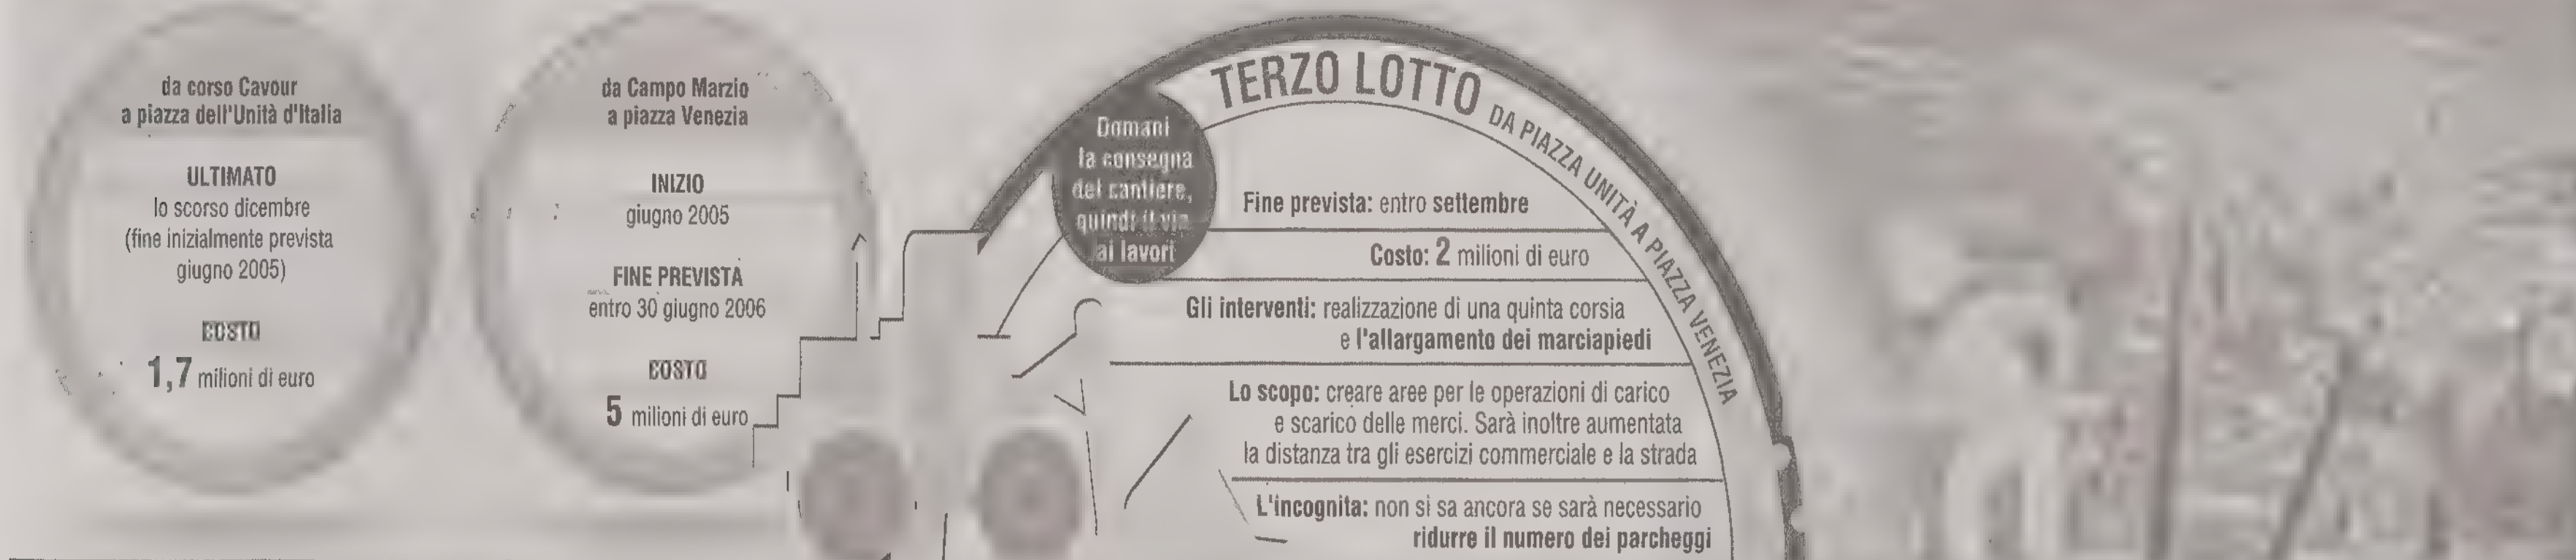 da corso Cavour
a piazza dell'Unità d'Italia
ULTIMATO
lo scorso dicembre
(fine inizialmente prevista
giugno 2005)
COSTO
1,7 milioni di euro
da Campo Marzio
a piazza Venezia
INIZIO
giugno 2005
FINE PREVISTA
entro 30 giugno 2006
COSTO
5 milioni di euro
Domani
la consegna
del cantiere,
quindi il via
ai lavori
TERZO LOTTO DA PIAZZA UNITÀ A PIAZZA VENEZIA
Fine prevista: entro settembre
Costo: 2 milioni di euro
Gli interventi: realizzazione di una quinta corsia
e l'allargamento dei marciapiedi
Lo scopo: creare aree per le operazioni di carico
e scarico delle merci. Sarà inoltre aumentata
la distanza tra gli esercizi commerciale e la strada
L'incognita: non si sa ancora se sarà necessario
ridurre il numero dei parcheggi